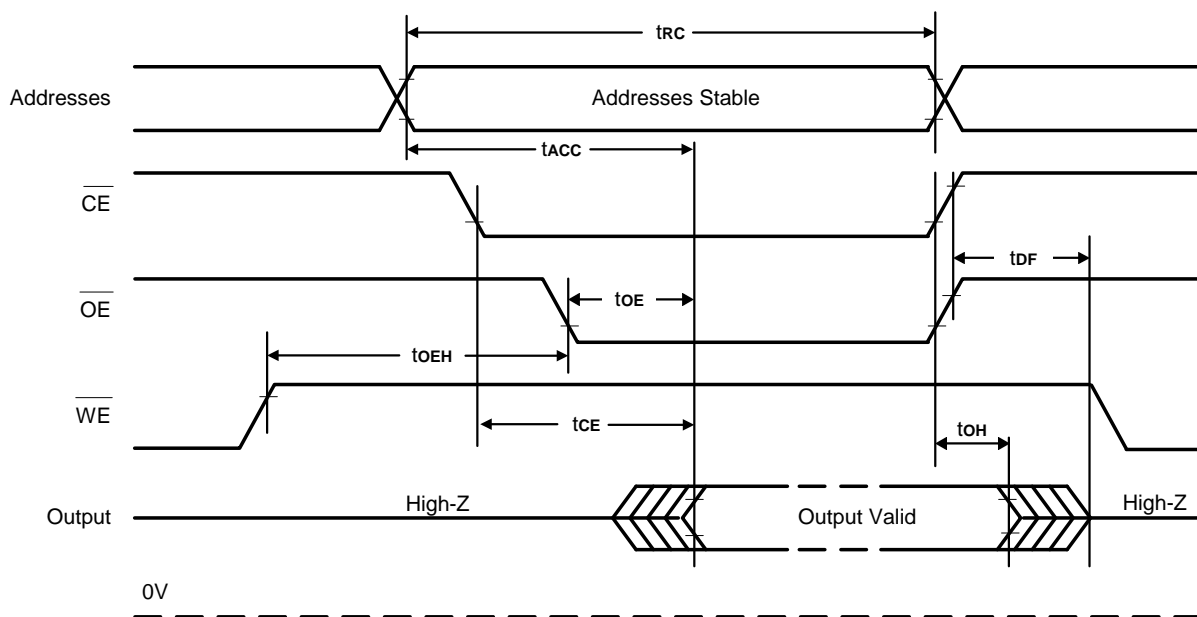 tRC
Addresses
Addresses Stable
tACC
CE
tDF
OE
tOE
tOEH
WE
tCE
tOH
High-Z
High-Z
Output
Output Valid
0V